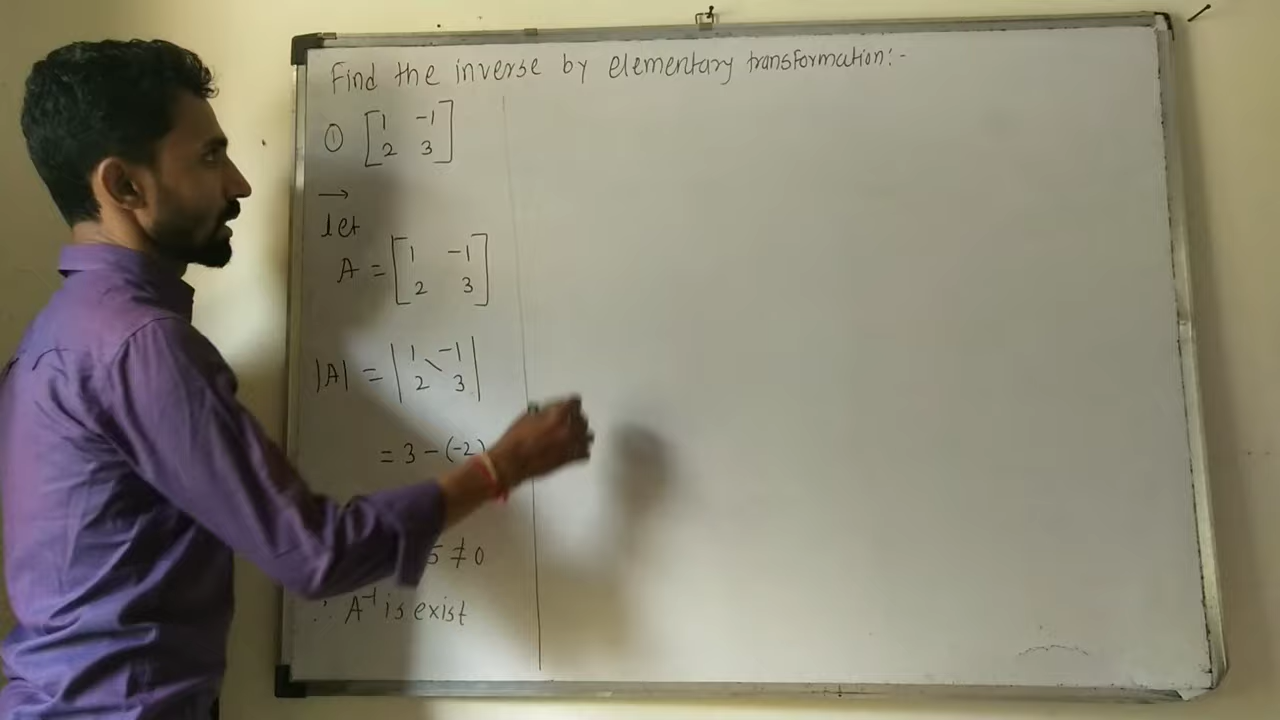 Find the inverse by elementary transformation:-
① [1 -1
2 3]
→
let
A = [1 -1
2 3]
|A| = |1 -1
2 3|
= 3 - (-2)
5 ≠ 0
∴ A⁻¹ is exist